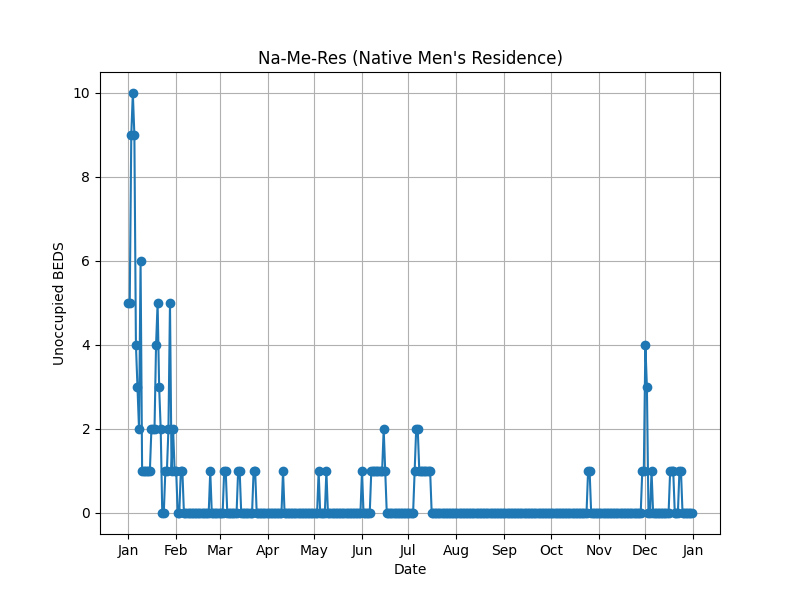 Na-Me-Res (Native Men's Residence)
Unoccupied BEDS
10
8
6
4
2
0
Jan Feb Mar Apr May Jun Jul Aug Sep Oct Nov Dec Jan
Date